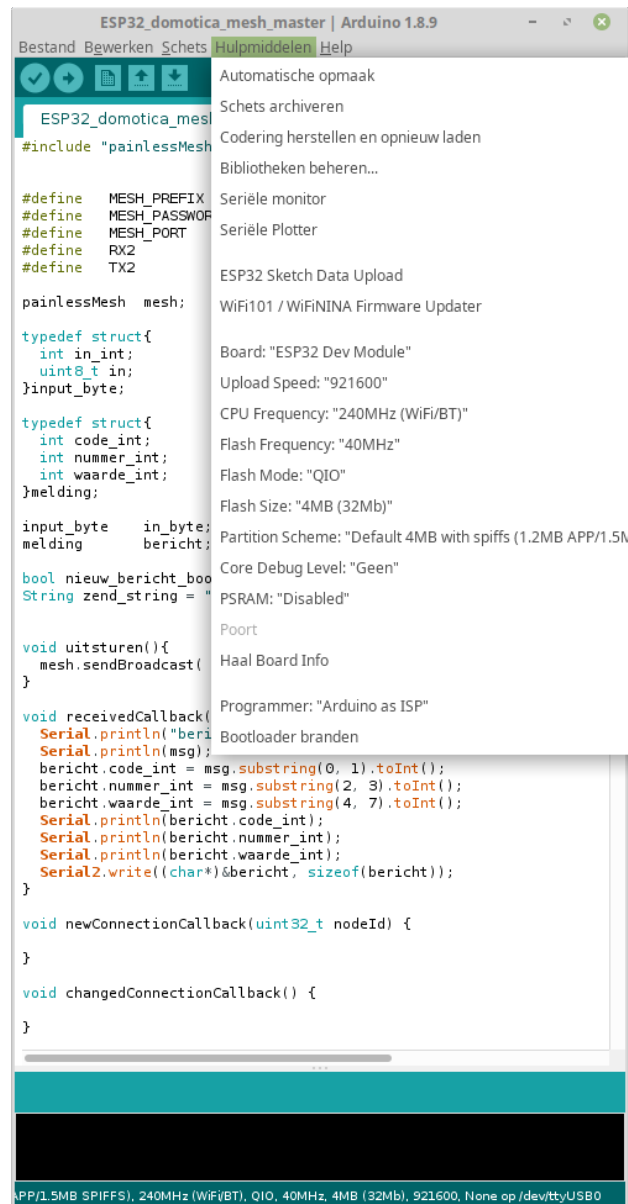 ESP32_domotica_mesh_master | Arduino 1.8.9
Bestand Bewerken Schets Hulpmiddelen Help
Automatische opmaak
Schets archiveren
Codering herstellen en opnieuw laden
Bibliotheken beheren...
Seriële monitor
Seriële Plotter
ESP32 Sketch Data Upload
WiFi101 / WiFiNINA Firmware Updater
Board: "ESP32 Dev Module"
Upload Speed: "921600"
CPU Frequency: "240MHz (WiFi/BT)"
Flash Frequency: "40MHz"
Flash Mode: "QIO"
Flash Size: "4MB (32Mb)"
Partition Scheme: "Default 4MB with spiffs (1.2MB APP/1.5M
Core Debug Level: "Geen"
PSRAM: "Disabled"
Poort
Haal Board Info
Programmer: "Arduino as ISP"
Bootloader branden
ESP32_domotica_mesl
#include "painlessMesh
#define MESH_PREFIX
#define MESH_PASSWOR
#define MESH_PORT
#define RX2
#define TX2
painlessMesh mesh;
typedef struct{
int in_int;
uint8_t in;
}input_byte;
typedef struct{
int code_int;
int nummer_int;
int waarde_int;
}melding;
input_byte in_byte;
melding bericht;
bool nieuw_bericht_boo
String zend_string = "
void uitsturen(){
mesh.sendBroadcast(
}
void receivedCallback(
Serial.println("beri
Serial.println(msg);
bericht.code_int = msg.substring(0, 1).toInt();
bericht.nummer_int = msg.substring(2, 3).toInt();
bericht.waarde_int = msg.substring(4, 7).toInt();
Serial.println(bericht.code_int);
Serial.println(bericht.nummer_int);
Serial.println(bericht.waarde_int);
Serial2.write((char*)&bericht, sizeof(bericht));
}
void newConnectionCallback(uint32_t nodeId) {
}
void changedConnectionCallback() {
}
APP/1.5MB SPIFFS), 240MHz (WiFi/BT), QIO, 40MHz, 4MB (32Mb), 921600, None op /dev/ttyUSB0